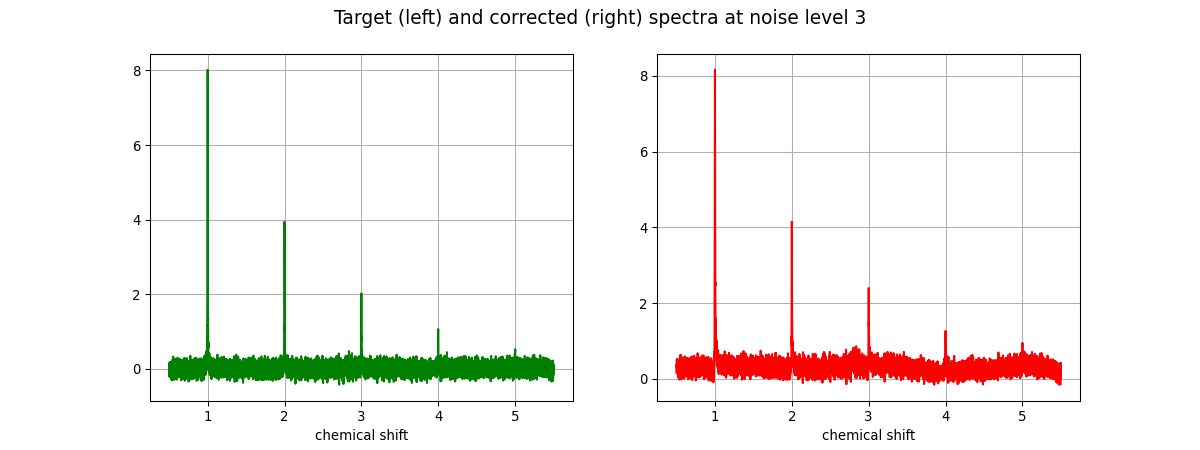 Target (left) and corrected (right) spectra at noise level 3
8
6
4
2
0
1 2 3 4 5
chemical shift
8
6
4
2
0
1 2 3 4 5
chemical shift